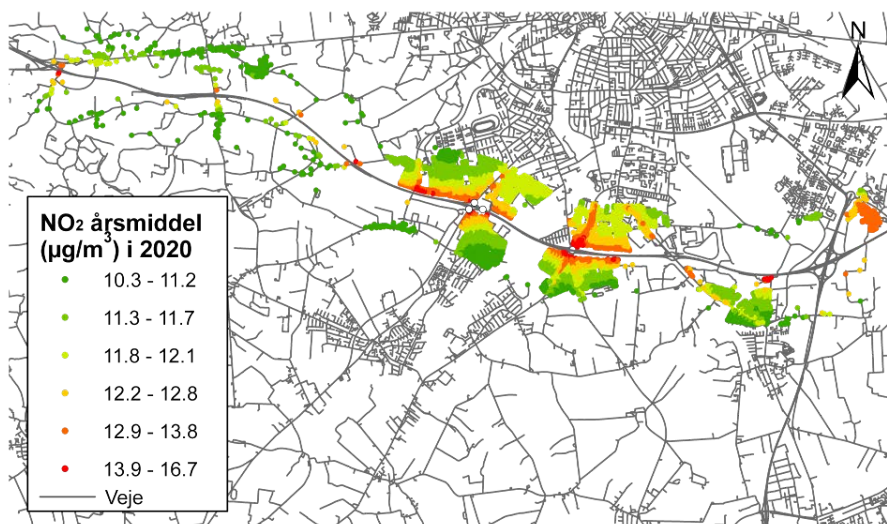 N
NO₂ årsmiddel
(µg/m³) i 2020
10.3 - 11.2
11.3 - 11.7
11.8 - 12.1
12.2 - 12.8
12.9 - 13.8
13.9 - 16.7
Veje